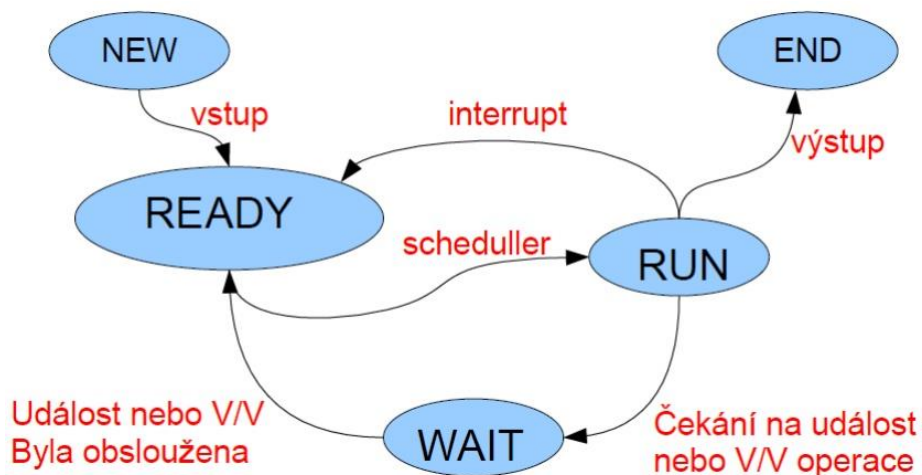 NEW
END
vstup
interrupt
výstup
READY
scheduller
RUN
Událost nebo V/V
Byla obsloužena
WAIT
Čekání na událost
nebo V/V operace